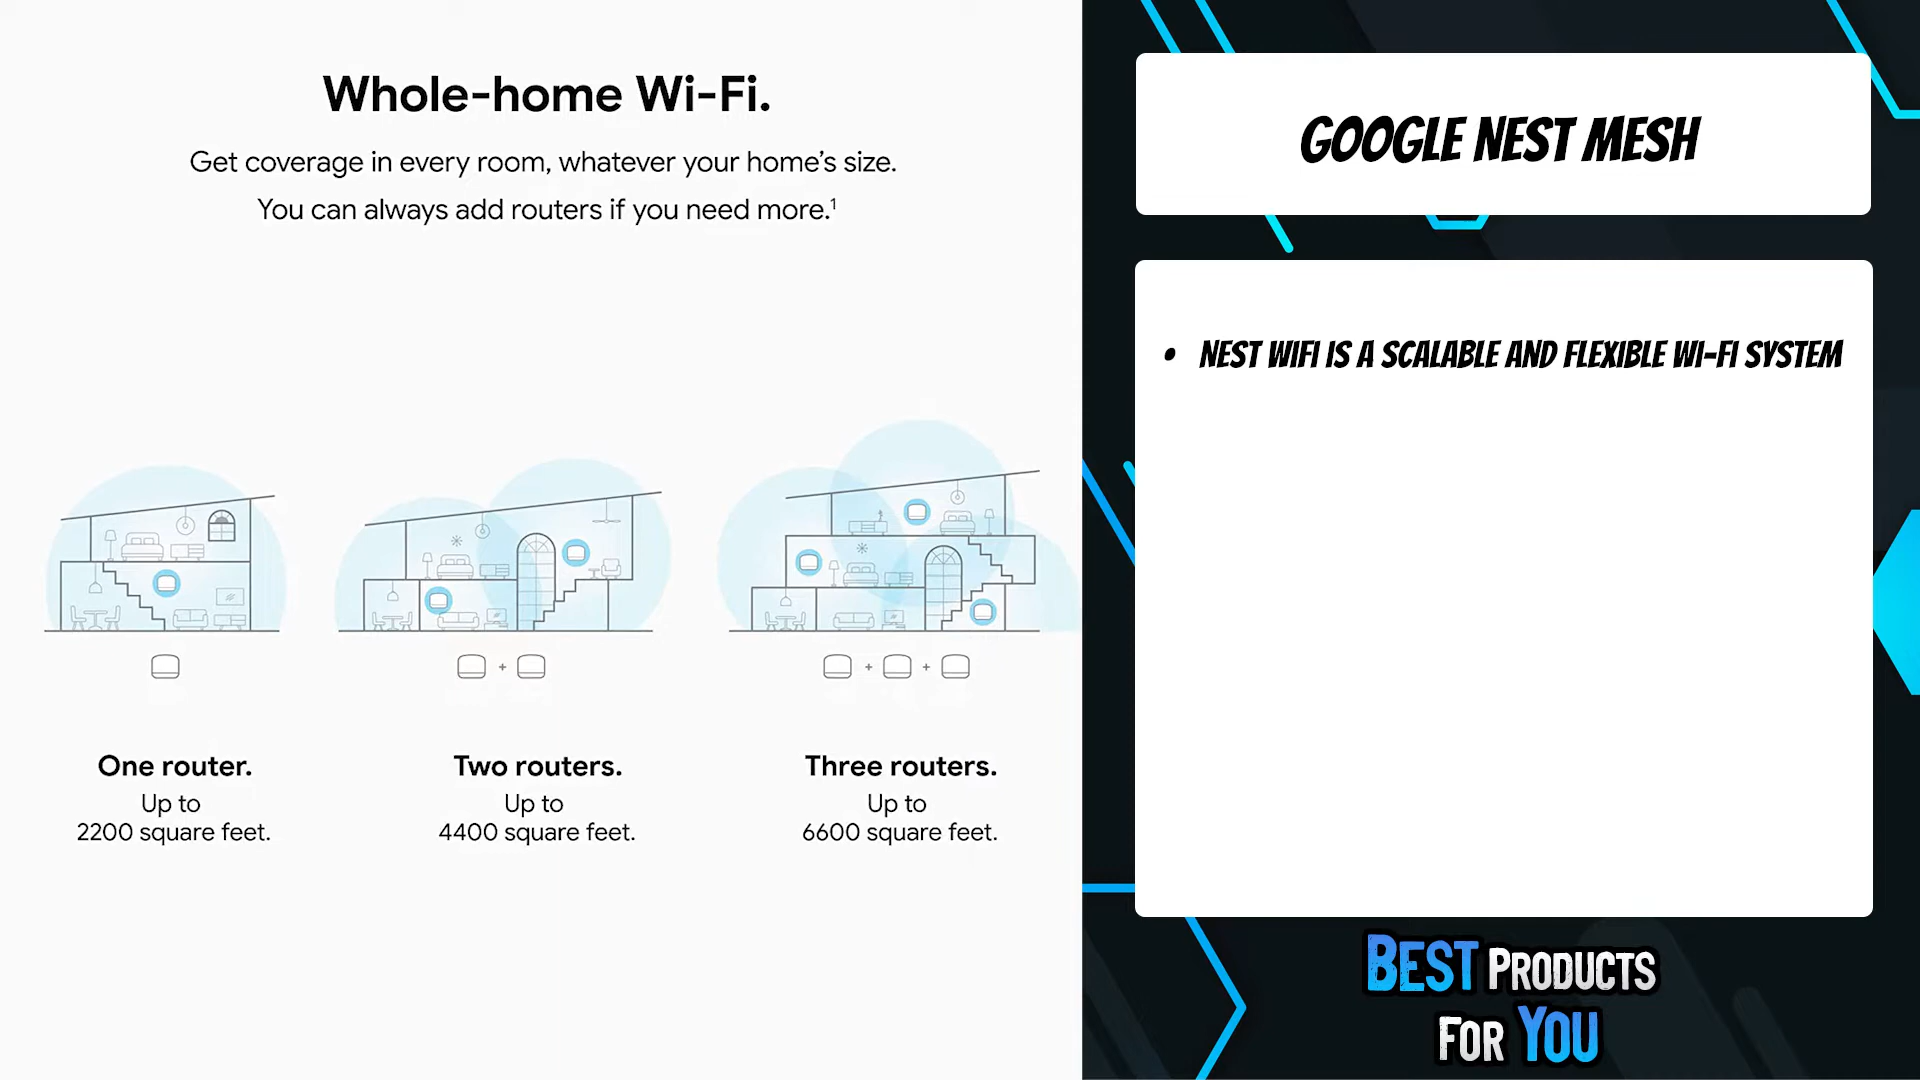 Whole-home Wi-Fi.
Get coverage in every room, whatever your home's size.
You can always add routers if you need more.¹
+
+ +
One router.
Up to
2200 square feet.
Two routers.
Up to
4400 square feet.
Three routers.
Up to
6600 square feet.
GOOGLE NEST MESH
• NEST WIFI IS A SCALABLE AND FLEXIBLE WI-FI SYSTEM
BEST PRODUCTS
FOR YOU